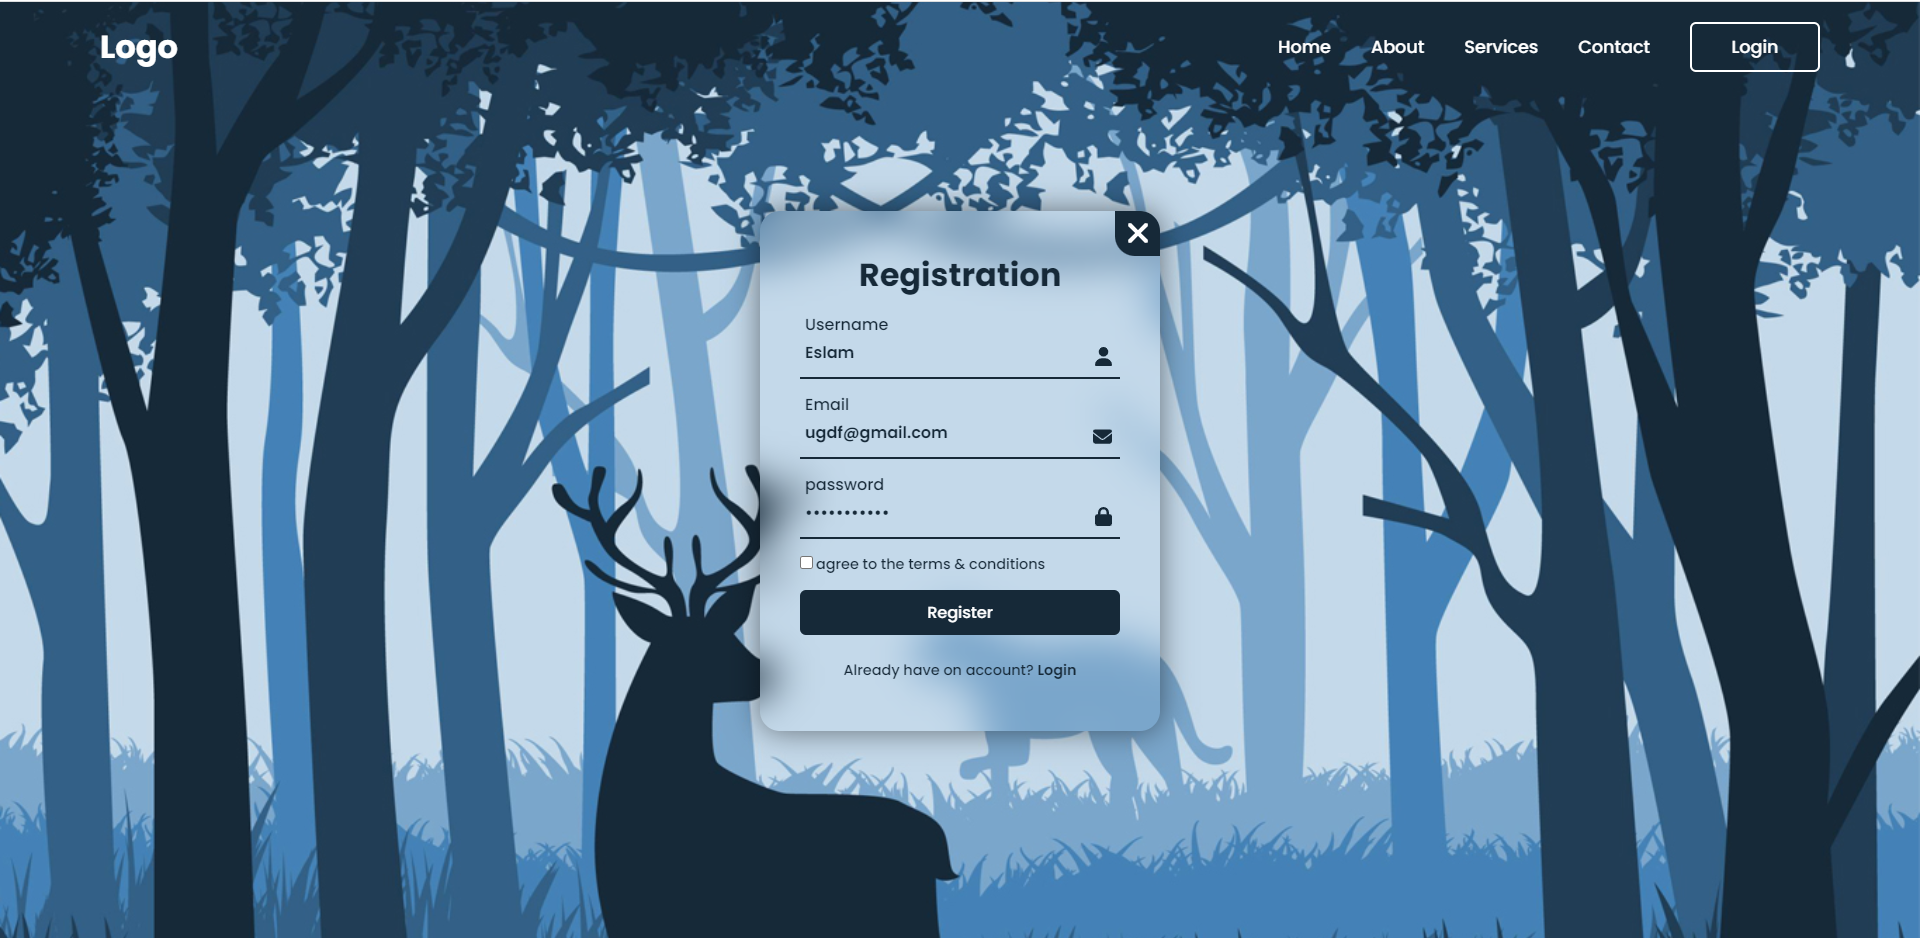 Logo
Home About Services Contact Login
Registration
Username
Eslam
Email
ugdf@gmail.com
password
•••••••••••
agree to the terms & conditions
Register
Already have on account? Login